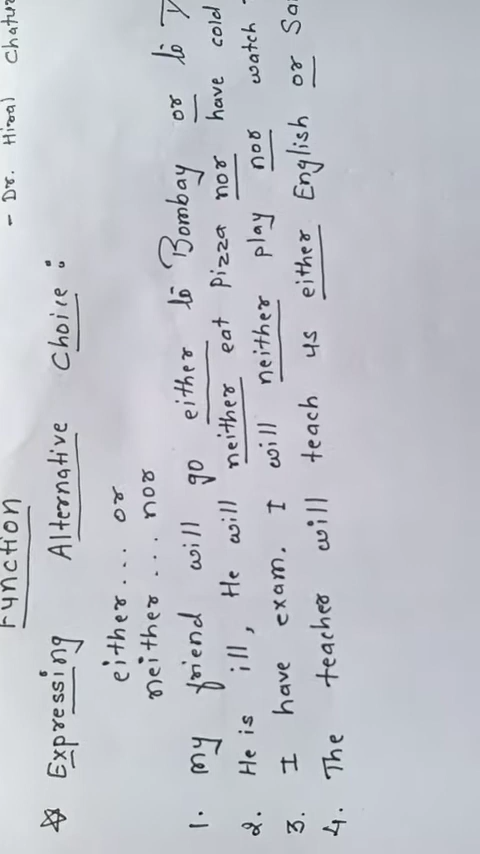 - Dr. Hiral
Function
☆ Expressing Alternative Choice :
either... or
neither... nor
1. My friend will go either to Bombay or to
2. He is ill, He will neither eat Pizza nor have cold
3. I have exam. I will neither play nor watch
4. The teacher will teach us either English or